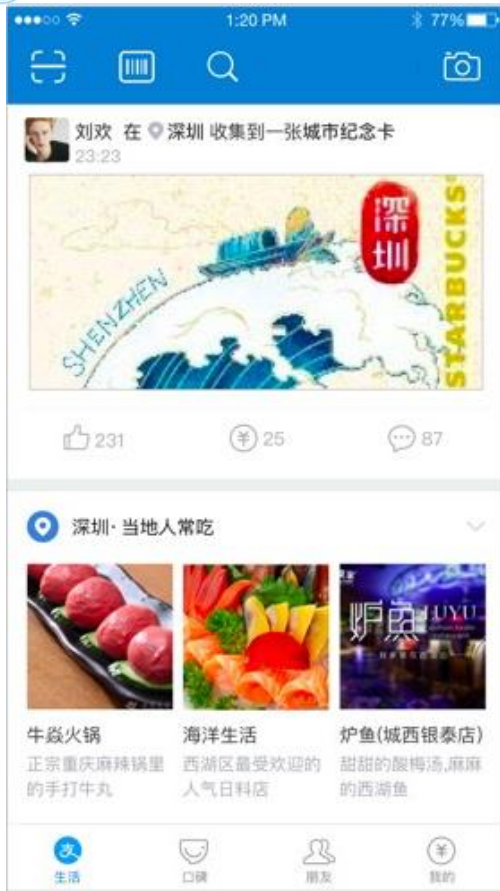 1:20 PM
77%
刘欢 在 深圳 收集到一张城市纪念卡
23:23
深圳
SHENZHEN
STARBUCKS
231
25
87
深圳·当地人常吃
炉魚 LUYU
牛焱火锅
海洋生活
炉鱼(城西银泰店)
正宗重庆麻辣锅里的手打牛丸
西湖区最受欢迎的人气日料店
甜甜的酸梅汤,麻麻的西湖鱼
支
生活
口碑
朋友
我的